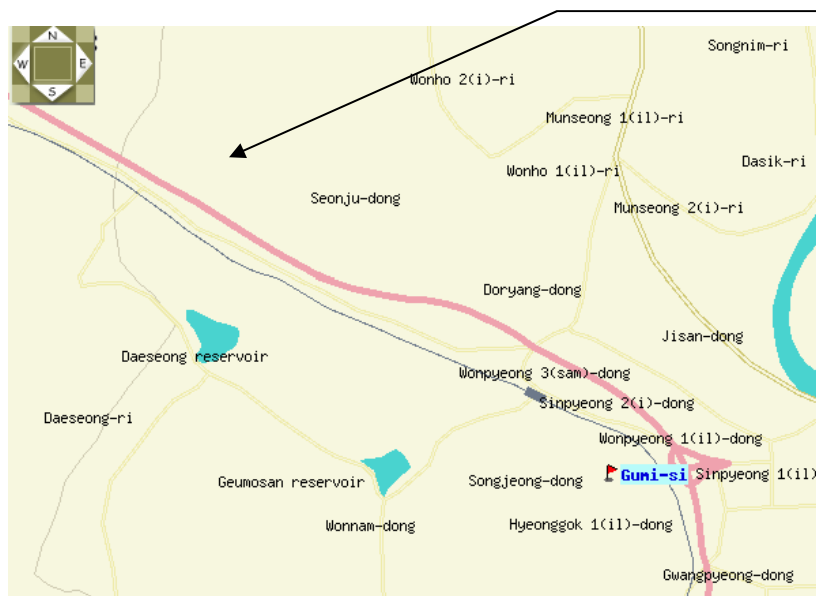 N
W E
S
Songnim-ri
Wonho 2(i)-ri
Munseong 1(il)-ri
Dasik-ri
Wonho 1(il)-ri
Seonju-dong
Munseong 2(i)-ri
Doryang-dong
Jisan-dong
Daeseong reservoir
Wonpyeong 3(sam)-dong
Sinpyeong 2(i)-dong
Daeseong-ri
Wonpyeong 1(il)-dong
Geumosan reservoir
Songjeong-dong
Gumi-si
Sinpyeong 1(il)
Wonnam-dong
Hyeonggok 1(il)-dong
Gwangpyeong-dong